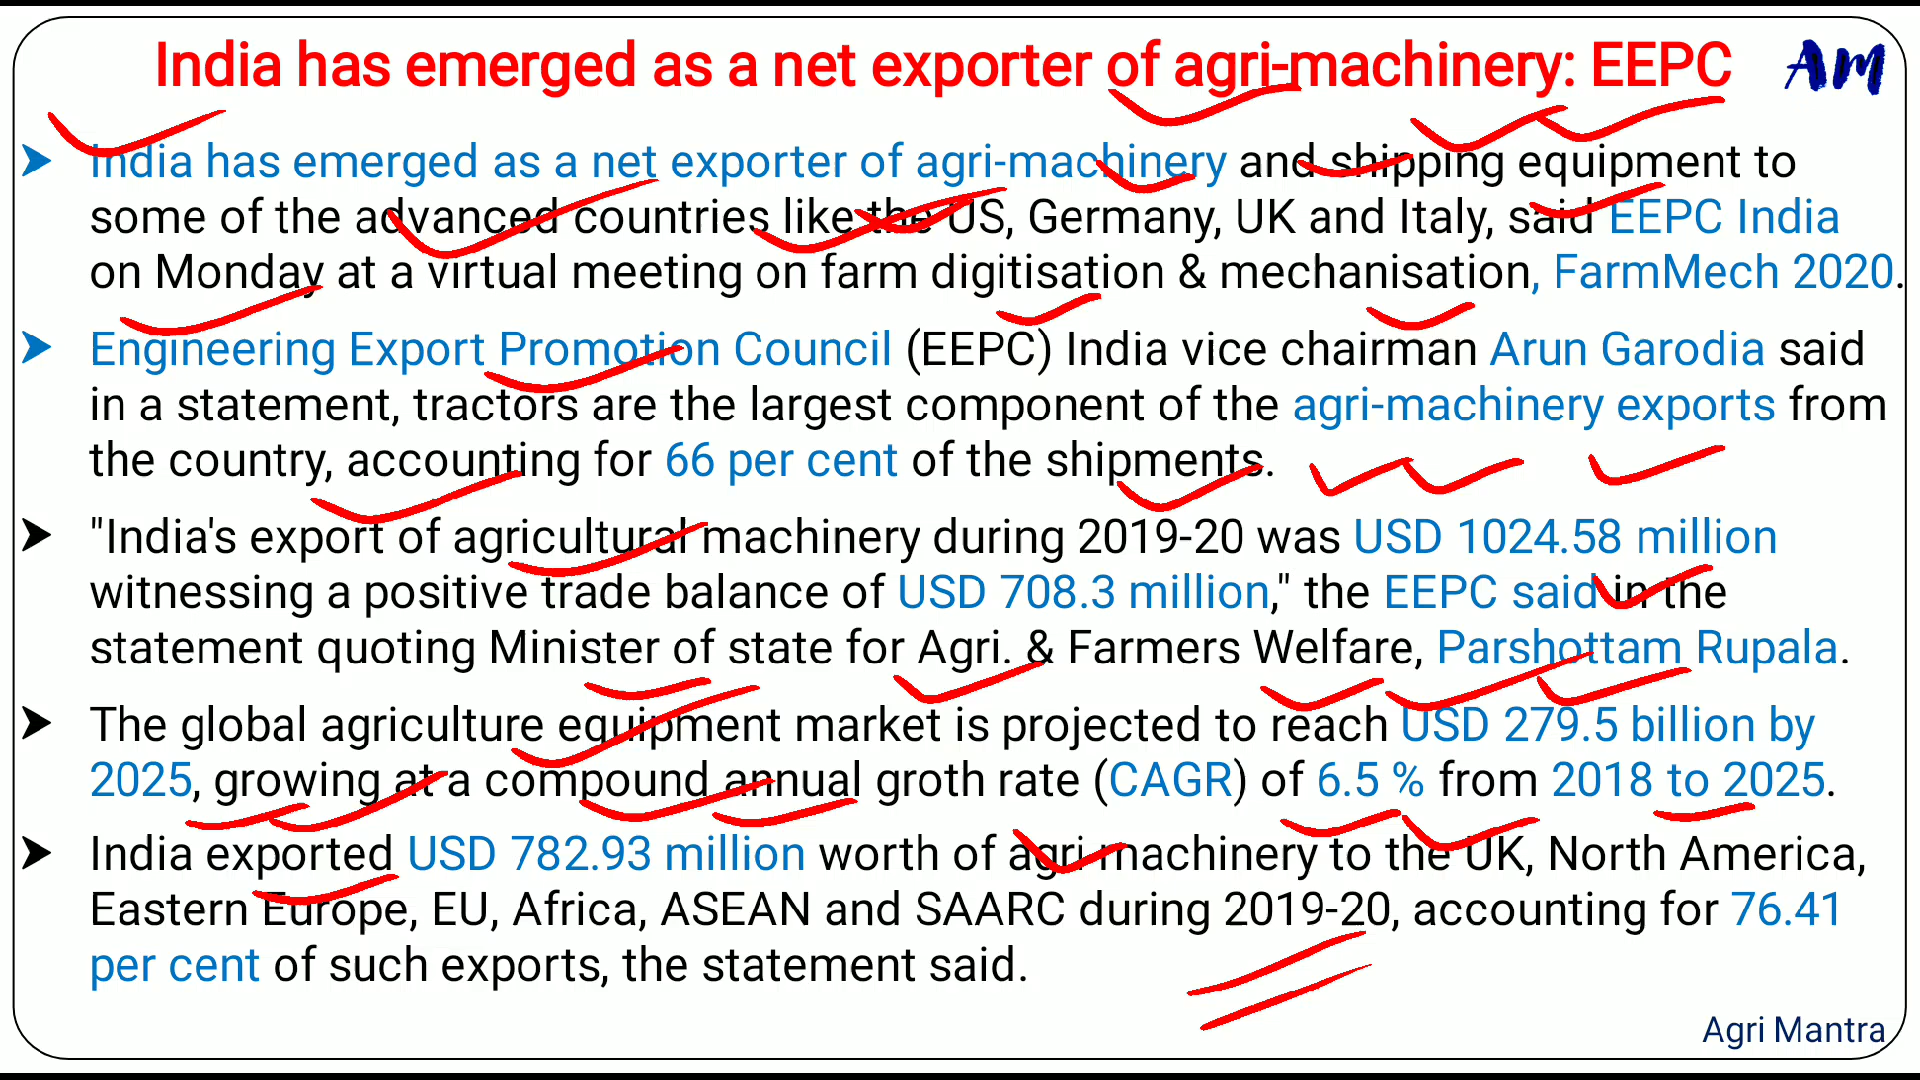 India has emerged as a net exporter of agri-machinery: EEPC
AM
India has emerged as a net exporter of agri-machinery and shipping equipment to
some of the advanced countries like the US, Germany, UK and Italy, said EEPC India
on Monday at a virtual meeting on farm digitisation & mechanisation, FarmMech 2020.
Engineering Export Promotion Council (EEPC) India vice chairman Arun Garodia said
in a statement, tractors are the largest component of the agri-machinery exports from
the country, accounting for 66 per cent of the shipments.
"India's export of agricultural machinery during 2019-20 was USD 1024.58 million
witnessing a positive trade balance of USD 708.3 million," the EEPC said in the
statement quoting Minister of state for Agri. & Farmers Welfare, Parshottam Rupala.
The global agriculture equipment market is projected to reach USD 279.5 billion by
2025, growing at a compound annual groth rate (CAGR) of 6.5 % from 2018 to 2025.
India exported USD 782.93 million worth of agri machinery to the UK, North America,
Eastern Europe, EU, Africa, ASEAN and SAARC during 2019-20, accounting for 76.41
per cent of such exports, the statement said.
Agri Mantra